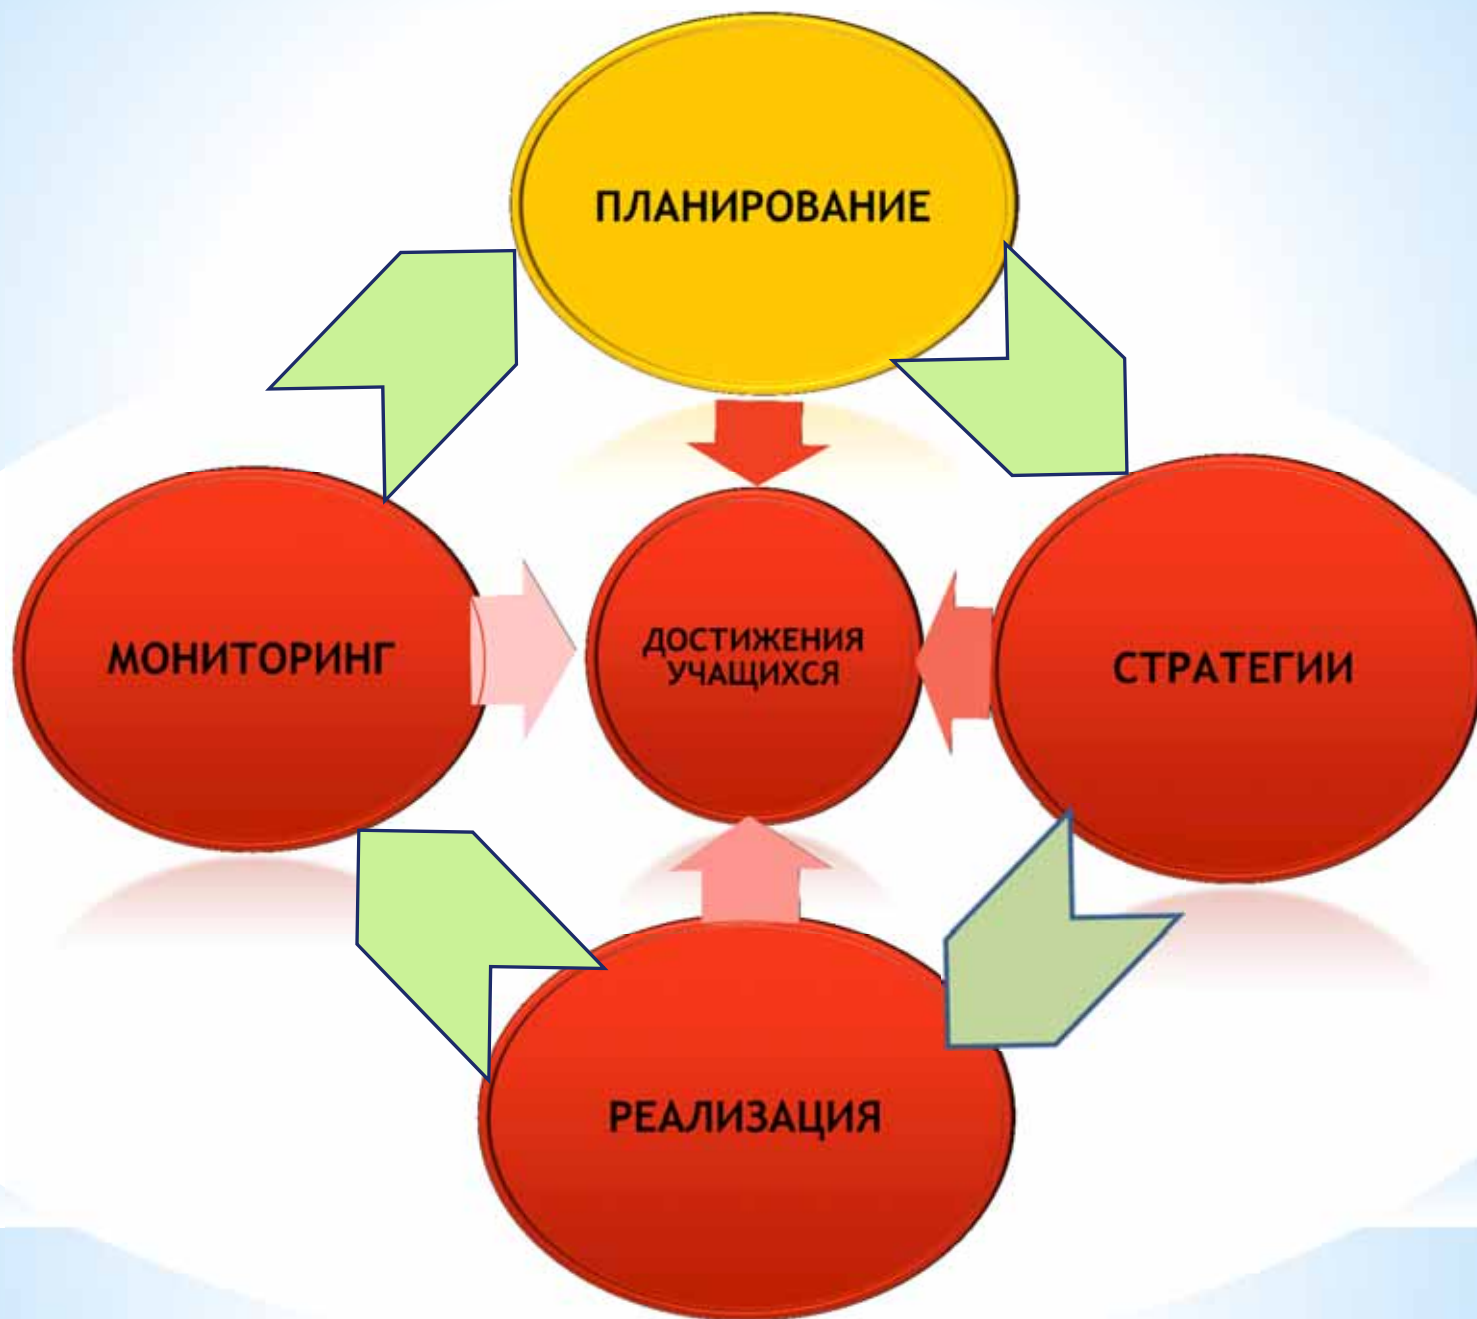 ПЛАНИРОВАНИЕ
МОНИТОРИНГ
ДОСТИЖЕНИЯ
УЧАЩИХСЯ
СТРАТЕГИИ
РЕАЛИЗАЦИЯ